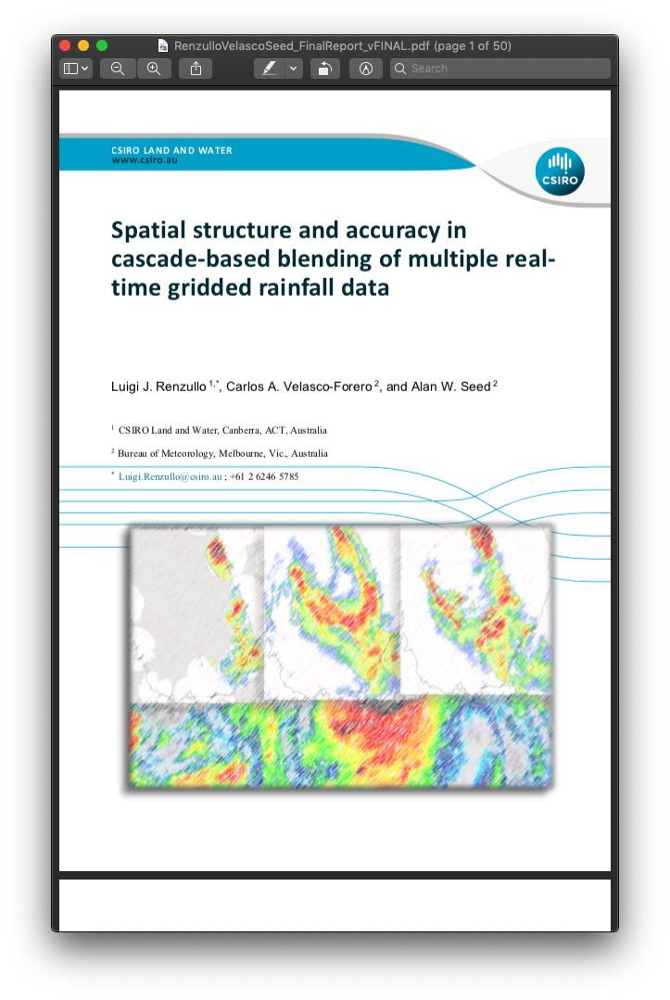 RenzulloVelascoSeed_FinalReport_vFINAL.pdf (page 1 of 50)
Search
CSIRO LAND AND WATER
www.csiro.au
CSIRO
Spatial structure and accuracy in
cascade-based blending of multiple real-
time gridded rainfall data
Luigi J. Renzullo 1,*, Carlos A. Velasco-Forero 2, and Alan W. Seed 2
1 CSIRO Land and Water, Canberra, ACT, Australia
2 Bureau of Meteorology, Melbourne, Vic., Australia
* Luigi.Renzullo@csiro.au ; +61 2 6246 5785